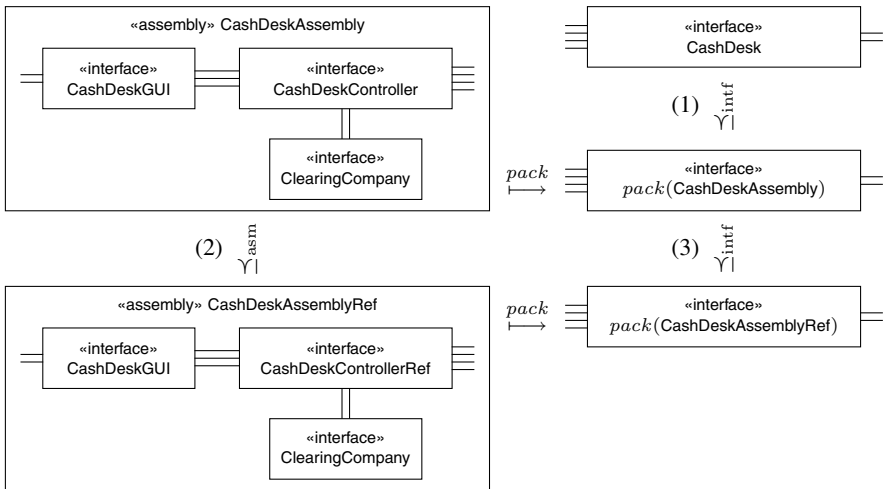 «assembly» CashDeskAssembly
«interface»
CashDeskGUI
«interface»
CashDeskController
«interface»
ClearingCompany
«interface»
CashDesk
(1) ≽intf
pack
⟼
«interface»
pack(CashDeskAssembly)
(2) ≽asm
(3) ≽intf
«assembly» CashDeskAssemblyRef
«interface»
CashDeskGUI
«interface»
CashDeskControllerRef
«interface»
ClearingCompany
pack
⟼
«interface»
pack(CashDeskAssemblyRef)